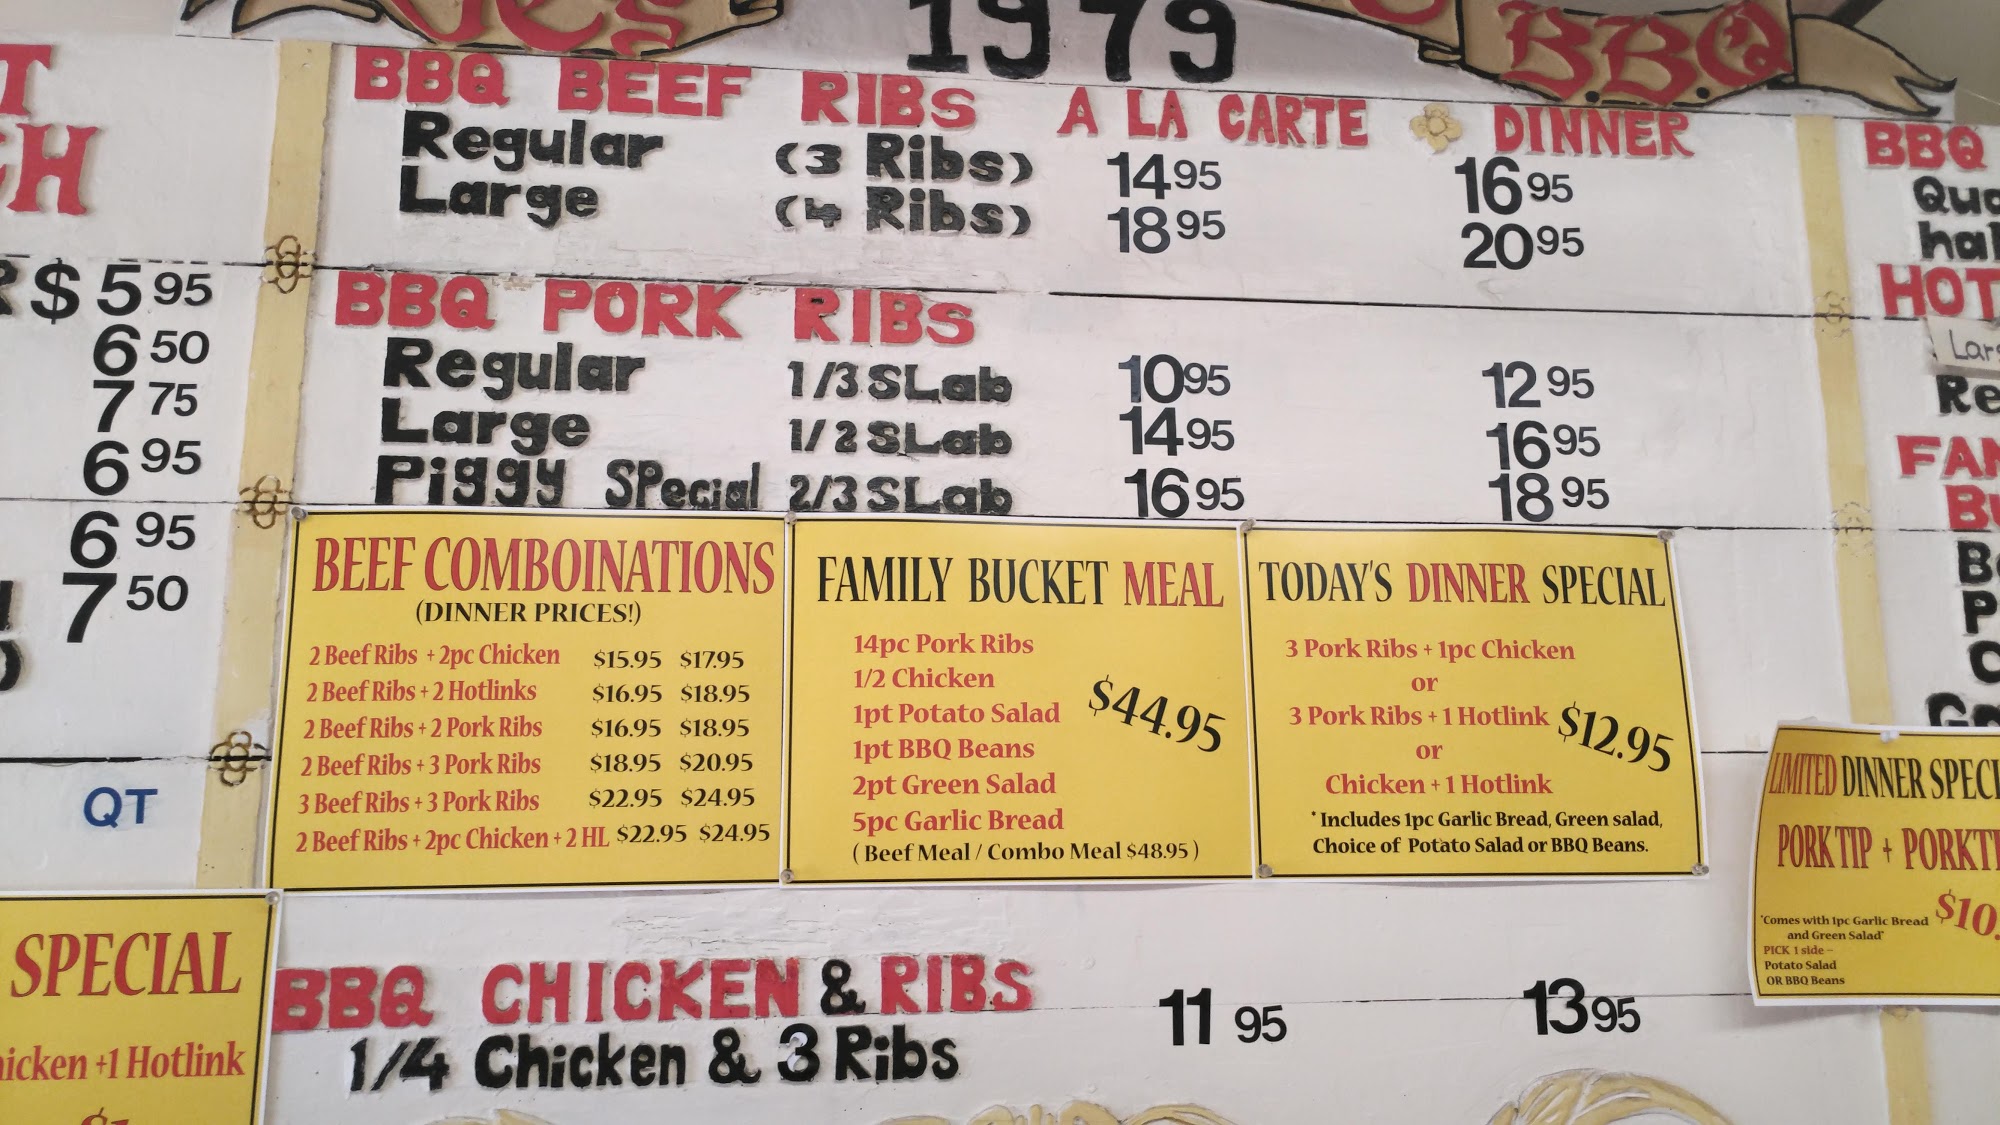 1979
B.B.Q
BBQ BEEF RIBS A LA CARTE DINNER
Regular (3 Ribs) 14 95 16 95
Large (4 Ribs) 18 95 20 95
BBQ PORK RIBS
Regular 1/3 SLab 10 95 12 95
Large 1/2 SLab 14 95 16 95
Piggy SPecial 2/3 SLab 16 95 18 95
$ 5 95
6 50
7 75
6 95
6 95
7 50
QT
BEEF COMBOINATIONS
(DINNER PRICES!)
2 Beef Ribs + 2pc Chicken $15.95 $17.95
2 Beef Ribs + 2 Hotlinks $16.95 $18.95
2 Beef Ribs + 2 Pork Ribs $16.95 $18.95
2 Beef Ribs + 3 Pork Ribs $18.95 $20.95
3 Beef Ribs + 3 Pork Ribs $22.95 $24.95
2 Beef Ribs + 2pc Chicken + 2 HL $22.95 $24.95
FAMILY BUCKET MEAL
14pc Pork Ribs
1/2 Chicken
1pt Potato Salad
1pt BBQ Beans
2pt Green Salad
5pc Garlic Bread
$44.95
( Beef Meal / Combo Meal $48.95 )
TODAY'S DINNER SPECIAL
3 Pork Ribs + 1pc Chicken
or
3 Pork Ribs + 1 Hotlink
or
Chicken + 1 Hotlink
$12.95
* Includes 1pc Garlic Bread, Green salad,
Choice of Potato Salad or BBQ Beans.
SPECIAL
+1 Hotlink
BBQ CHICKEN & RIBS
1/4 Chicken & 3 Ribs 11 95 13 95
BBQ
HOT
LIMITED DINNER
PORK TIP +
$10.
*Comes with 1pc Garlic Bread
and Green Salad*
PICK 1 side -
Potato Salad
OR BBQ Beans